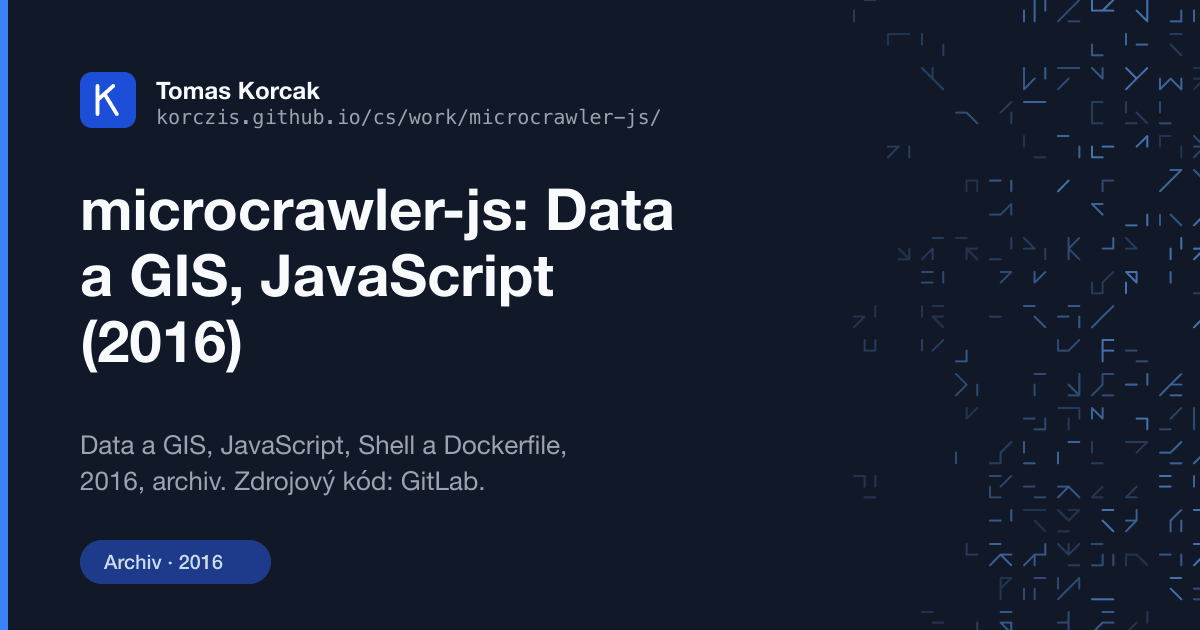 K
Tomas Korcak
korczis.github.io/cs/work/microcrawler-js/
microcrawler-js: Data
a GIS, JavaScript
(2016)
Data a GIS, JavaScript, Shell a Dockerfile,
2016, archiv. Zdrojový kód: GitLab.
Archiv · 2016